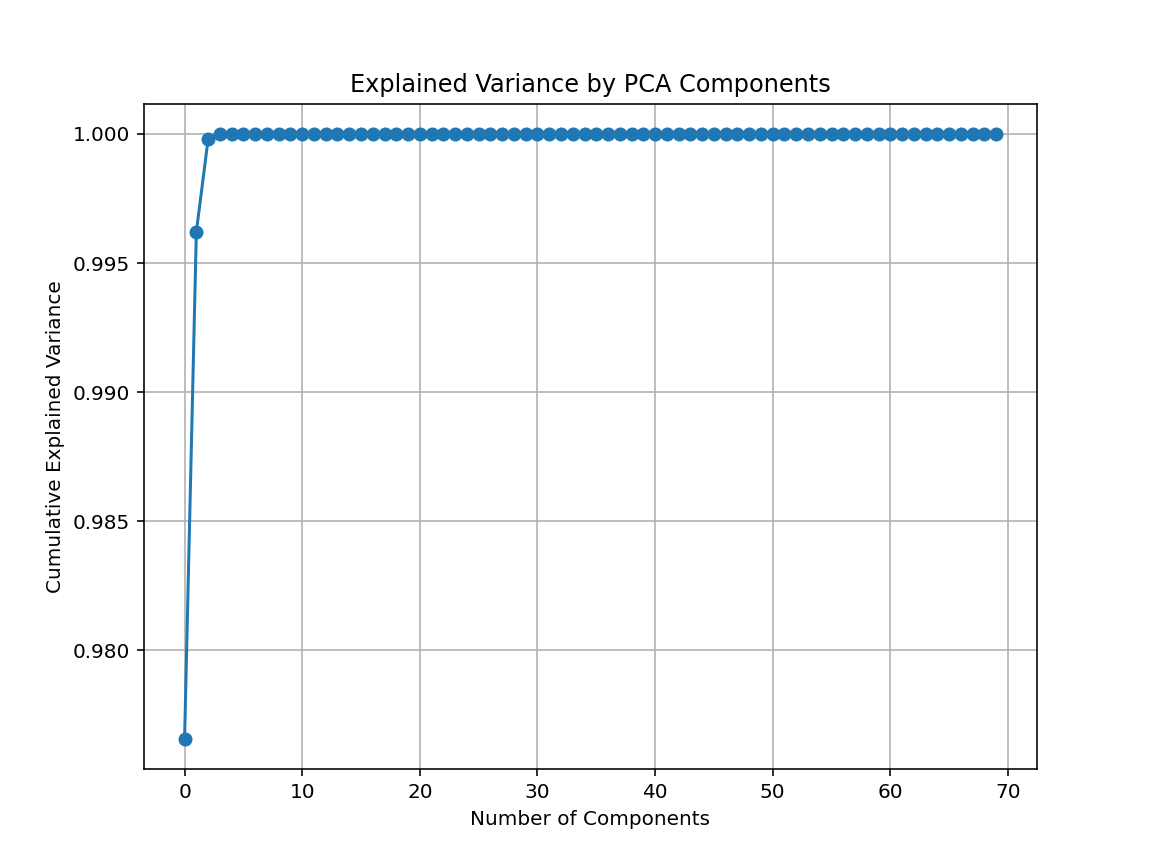 Explained Variance by PCA Components
1.000
0.995
0.990
0.985
0.980
Cumulative Explained Variance
0 10 20 30 40 50 60 70
Number of Components